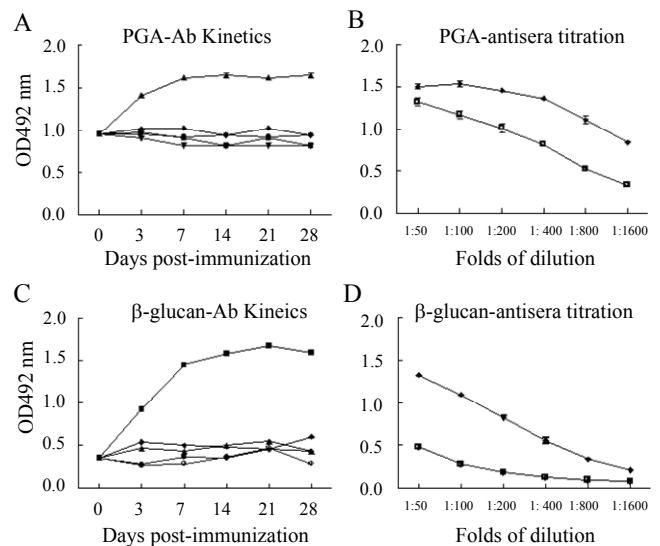 A
PGA-Ab Kinetics
OD492 nm
2.0
1.5
1.0
0.5
0.0
0 3 7 14 21 28
Days post-immunization
B
PGA-antisera titration
2.0
1.5
1.0
0.5
0.0
1:50 1:100 1:200 1: 400 1:800 1:1600
Folds of dilution
C
β-glucan-Ab Kineics
OD492 nm
2.0
1.5
1.0
0.5
0.0
0 3 7 14 21 28
Days post-immunization
D
β-glucan-antisera titration
2.0
1.5
1.0
0.5
0.0
1:50 1:100 1:200 1: 400 1:800 1:1600
Folds of dilution